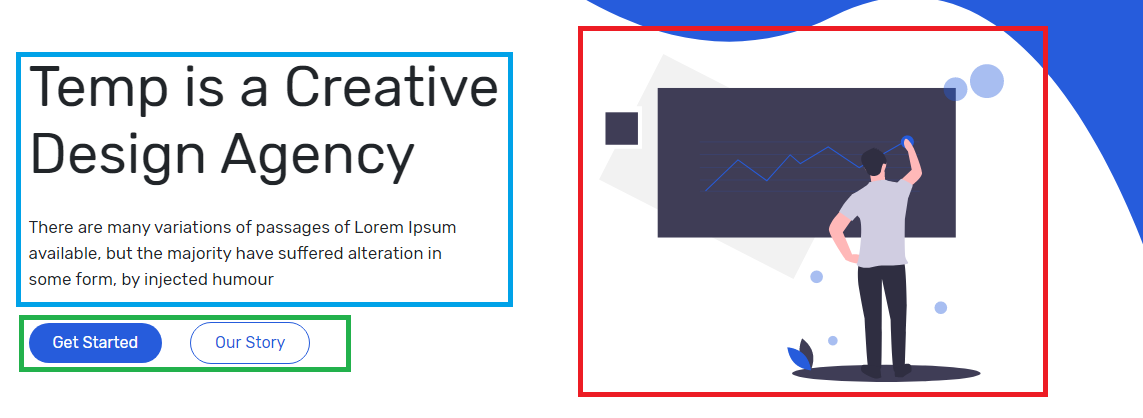 Temp is a Creative
Design Agency
There are many variations of passages of Lorem Ipsum
available, but the majority have suffered alteration in
some form, by injected humour
Get Started
Our Story